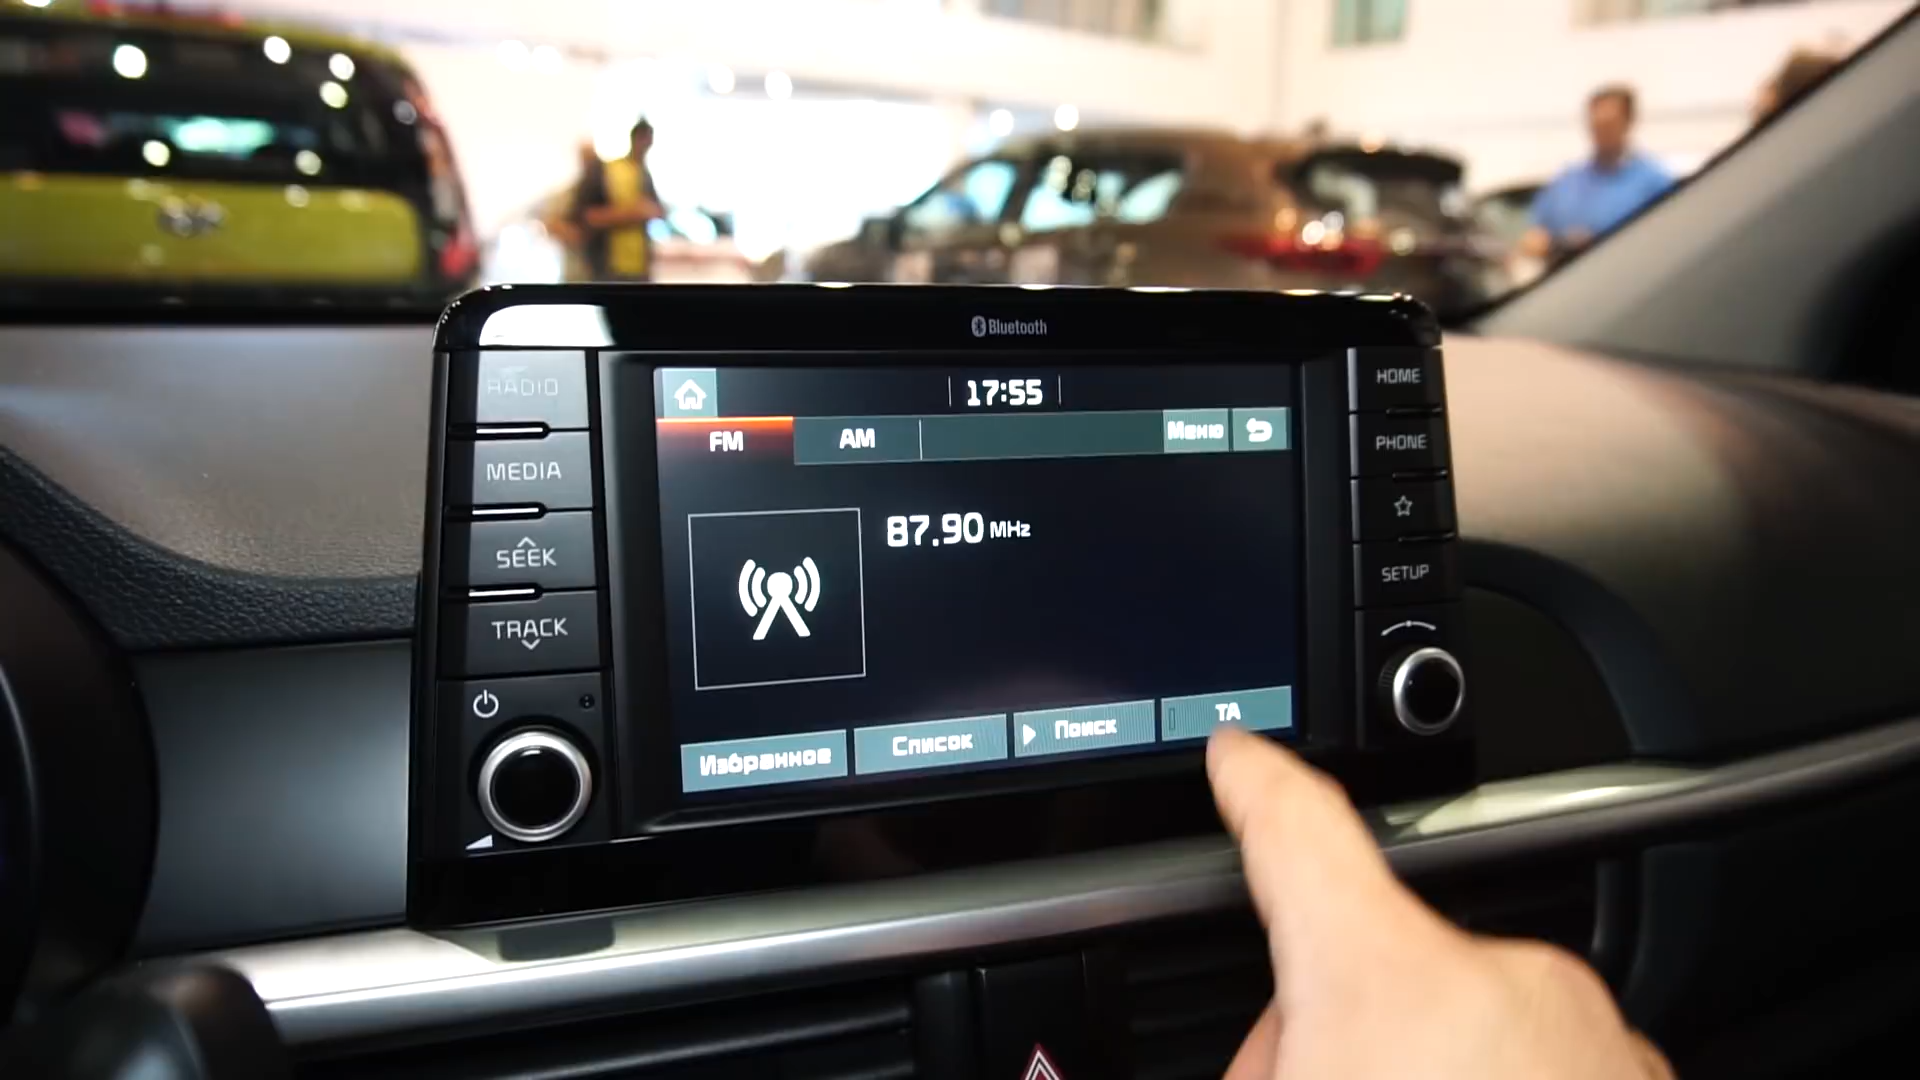 Bluetooth
RADIO
MEDIA
SEEK
TRACK
17:55
FM
AM
Меню
87.90 MHz
Избранное
Список
Поиск
TA
HOME
PHONE
SETUP